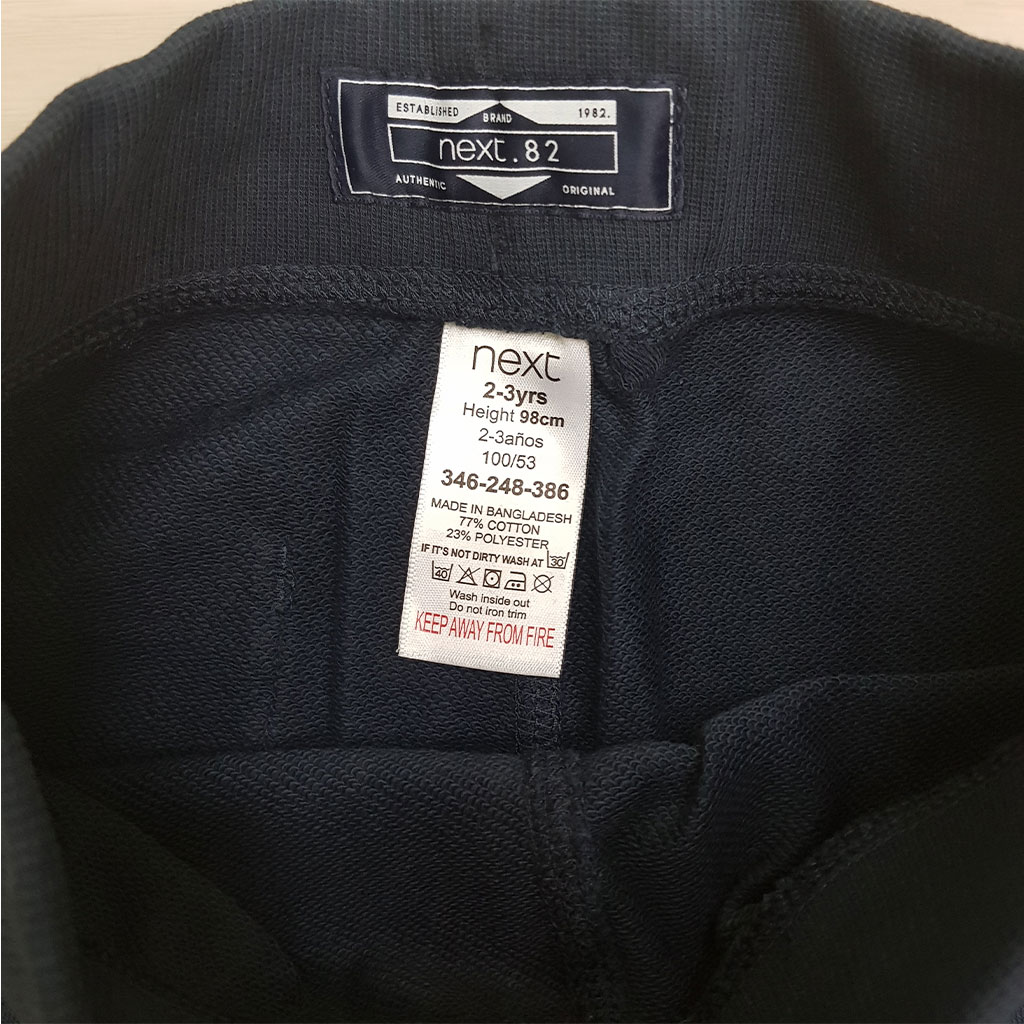 ESTABLISHED BRAND 1982.
next.82
AUTHENTIC ORIGINAL
next
2-3yrs
Height 98cm
2-3años
100/53
346-248-386
MADE IN BANGLADESH
77% COTTON
23% POLYESTER
IF IT'S NOT DIRTY WASH AT 30
40
Wash inside out
Do not iron trim
KEEP AWAY FROM FIRE